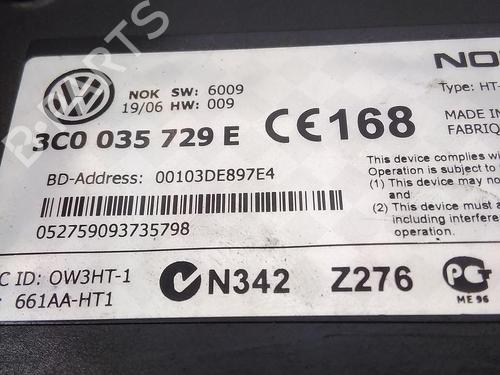 B PARTS
NOK SW: 6009
19/06 HW: 009
3C0 035 729 E
CE168
BD-Address: 00103DE897E4
052759093735798
C ID: OW3HT-1
: 661AA-HT1
N342
Z276
NO
Type: HT-
MADE IN
FABRIQ
This device complies wi
Operation is subject to
(1) This device may no
and
(2) This device must a
including interfere
operation.
ME 96